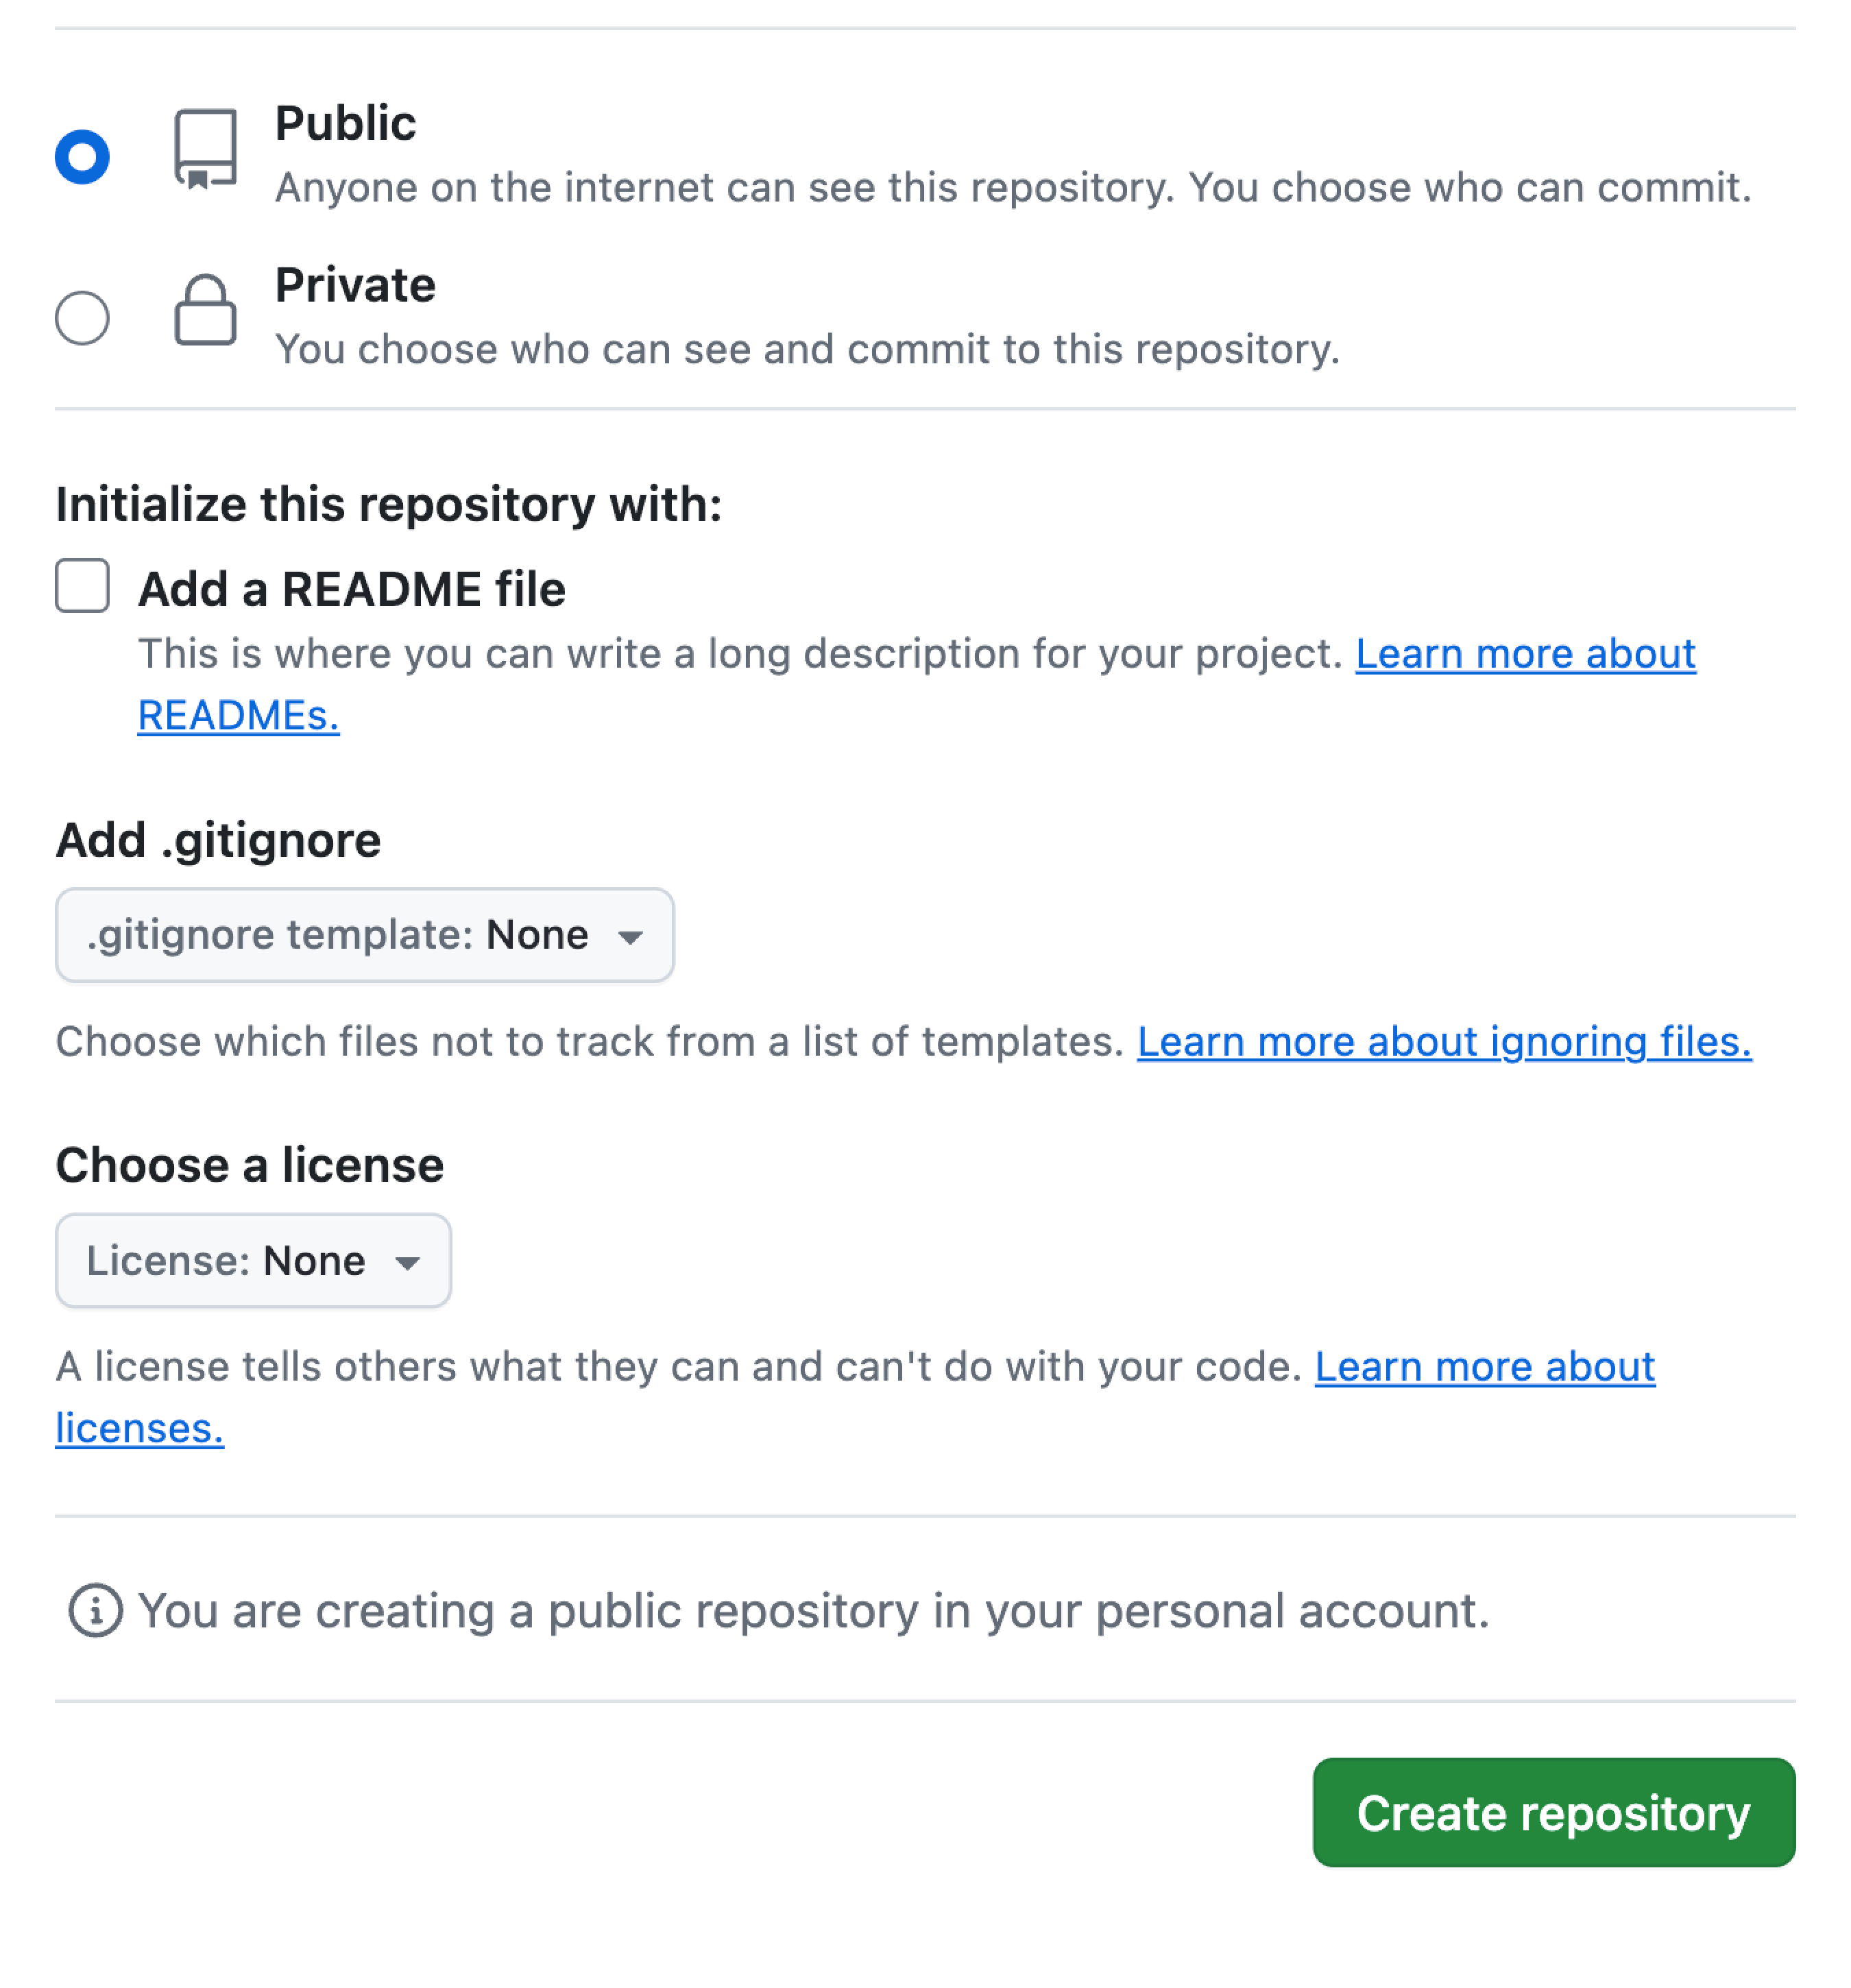 Public
Anyone on the internet can see this repository. You choose who can commit.
Private
You choose who can see and commit to this repository.
Initialize this repository with:
Add a README file
This is where you can write a long description for your project. Learn more about
READMEs.
Add .gitignore
.gitignore template: None
Choose which files not to track from a list of templates. Learn more about ignoring files.
Choose a license
License: None
A license tells others what they can and can't do with your code. Learn more about
licenses.
You are creating a public repository in your personal account.
Create repository